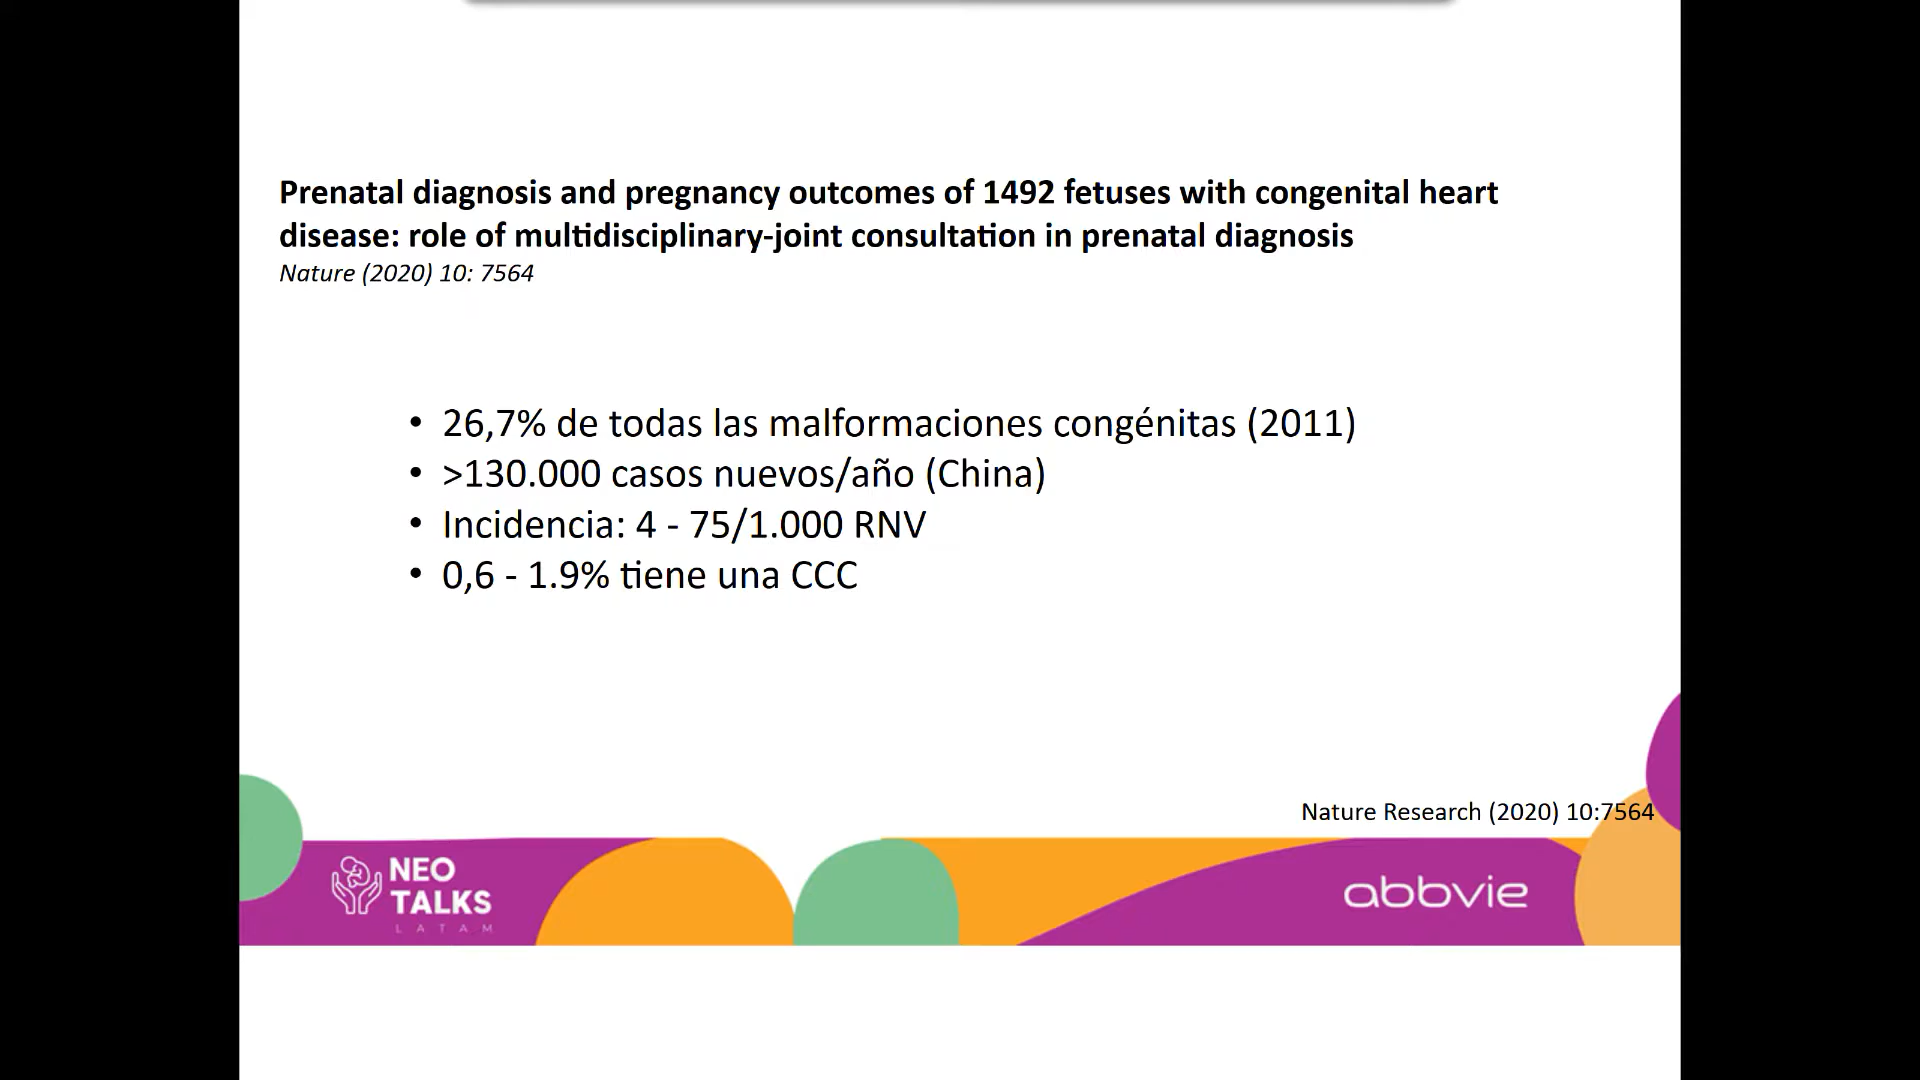 Prenatal diagnosis and pregnancy outcomes of 1492 fetuses with congenital heart
disease: role of multidisciplinary-joint consultation in prenatal diagnosis
Nature (2020) 10: 7564
• 26,7% de todas las malformaciones congénitas (2011)
• >130.000 casos nuevos/año (China)
• Incidencia: 4 - 75/1.000 RNV
• 0,6 - 1.9% tiene una CCC
Nature Research (2020) 10:7564
NEO
TALKS
LATAM
abbvie